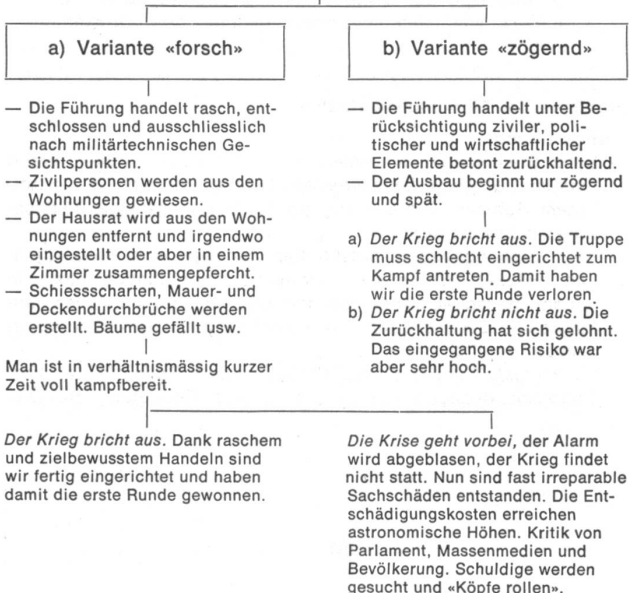 a) Variante «forsch»
— Die Führung handelt rasch, ent-
schlossen und ausschliesslich
nach militärtechnischen Ge-
sichtspunkten.
— Zivilpersonen werden aus den
Wohnungen gewiesen.
— Der Hausrat wird aus den Woh-
nungen entfernt und irgendwo
eingestellt oder aber in einem
Zimmer zusammengepfercht.
— Schiessscharten, Mauer- und
Deckendurchbrüche werden
erstellt. Bäume gefällt usw.
Man ist in verhältnismässig kurzer
Zeit voll kampfbereit.
b) Variante «zögernd»
— Die Führung handelt unter Be-
rücksichtigung ziviler, poli-
tischer und wirtschaftlicher
Elemente betont zurückhaltend.
— Der Ausbau beginnt nur zögernd
und spät.
a) Der Krieg bricht aus. Die Truppe
muss schlecht eingerichtet zum
Kampf antreten. Damit haben
wir die erste Runde verloren.
b) Der Krieg bricht nicht aus. Die
Zurückhaltung hat sich gelohnt.
Das eingegangene Risiko war
aber sehr hoch.
Der Krieg bricht aus. Dank raschem
und zielbewusstem Handeln sind
wir fertig eingerichtet und haben
damit die erste Runde gewonnen.
Die Krise geht vorbei, der Alarm
wird abgeblasen, der Krieg findet
nicht statt. Nun sind fast irreparable
Sachschäden entstanden. Die Ent-
schädigungskosten erreichen
astronomische Höhen. Kritik von
Parlament, Massenmedien und
Bevölkerung. Schuldige werden
gesucht und «Köpfe rollen».